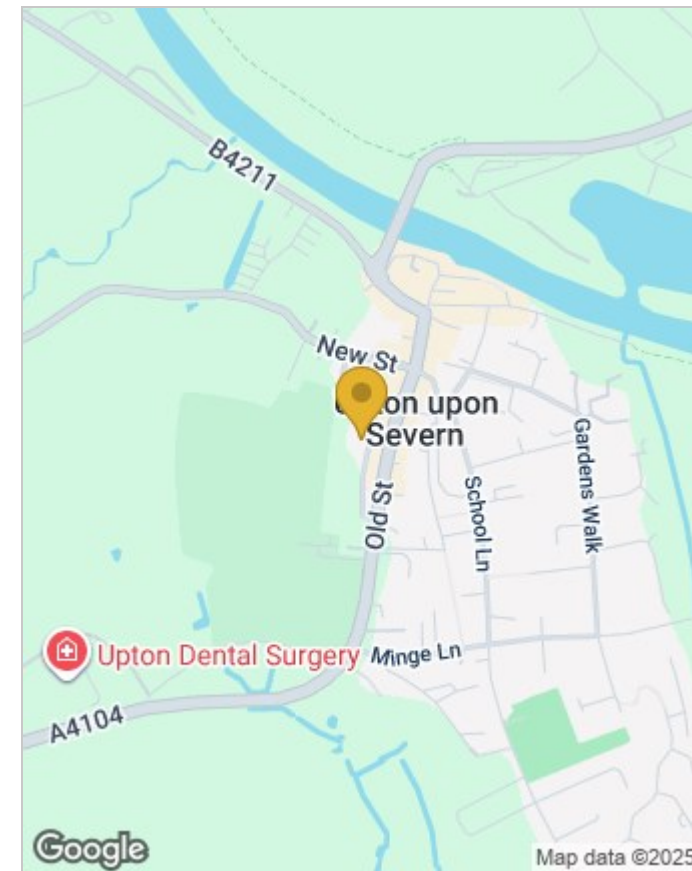 B4211
New St
on upon
Severn
Gardens Walk
School Ln
Old St
Upton Dental Surgery
Minge Ln
A4104
Google
Map data ©2025